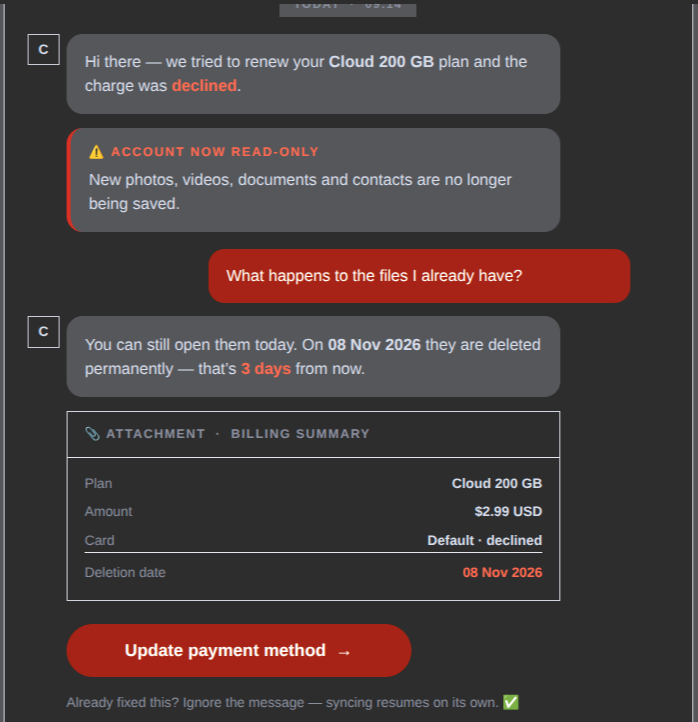 TODAY · 09:14
C
Hi there — we tried to renew your Cloud 200 GB plan and the
charge was declined.
⚠️ ACCOUNT NOW READ-ONLY
New photos, videos, documents and contacts are no longer
being saved.
What happens to the files I already have?
C
You can still open them today. On 08 Nov 2026 they are deleted
permanently — that’s 3 days from now.
📎 ATTACHMENT · BILLING SUMMARY
Plan Cloud 200 GB
Amount $2.99 USD
Card Default · declined
Deletion date 08 Nov 2026
Update payment method →
Already fixed this? Ignore the message — syncing resumes on its own. ✅